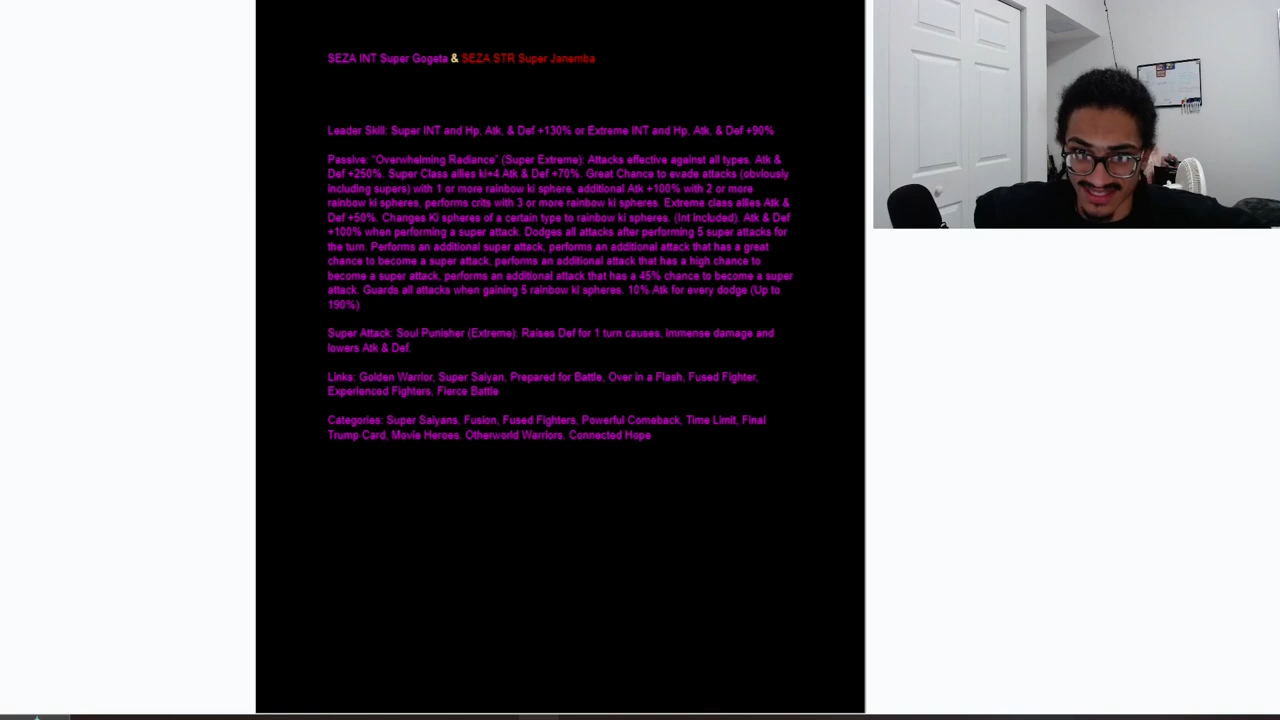 SEZA INT Super Gogeta & SEZA STR Super Janemba
Leader Skill: Super INT and Hp, Atk, & Def +130% or Extreme INT and Hp, Atk, & Def +90%
Passive: “Overwhelming Radiance” (Super Extreme): Attacks effective against all types. Atk &
Def +250%. Super Class allies ki+4 Atk & Def +70%. Great Chance to evade attacks (obviously
including supers) with 1 or more rainbow ki sphere, additional Atk +100% with 2 or more
rainbow ki spheres, performs crits with 3 or more rainbow ki spheres. Extreme class allies Atk &
Def +50%. Changes Ki spheres of a certain type to rainbow ki spheres. (Int included). Atk & Def
+100% when performing a super attack. Dodges all attacks after performing 5 super attacks for
the turn. Performs an additional super attack, performs an additional attack that has a great
chance to become a super attack, performs an additional attack that has a high chance to
become a super attack, performs an additional attack that has a 45% chance to become a super
attack. Guards all attacks when gaining 5 rainbow ki spheres. 10% Atk for every dodge (Up to
190%)
Super Attack: Soul Punisher (Extreme): Raises Def for 1 turn causes, immense damage and
lowers Atk & Def.
Links: Golden Warrior, Super Saiyan, Prepared for Battle, Over in a Flash, Fused Fighter,
Experienced Fighters, Fierce Battle
Categories: Super Saiyans, Fusion, Fused Fighters, Powerful Comeback, Time Limit, Final
Trump Card, Movie Heroes, Otherworld Warriors, Connected Hope